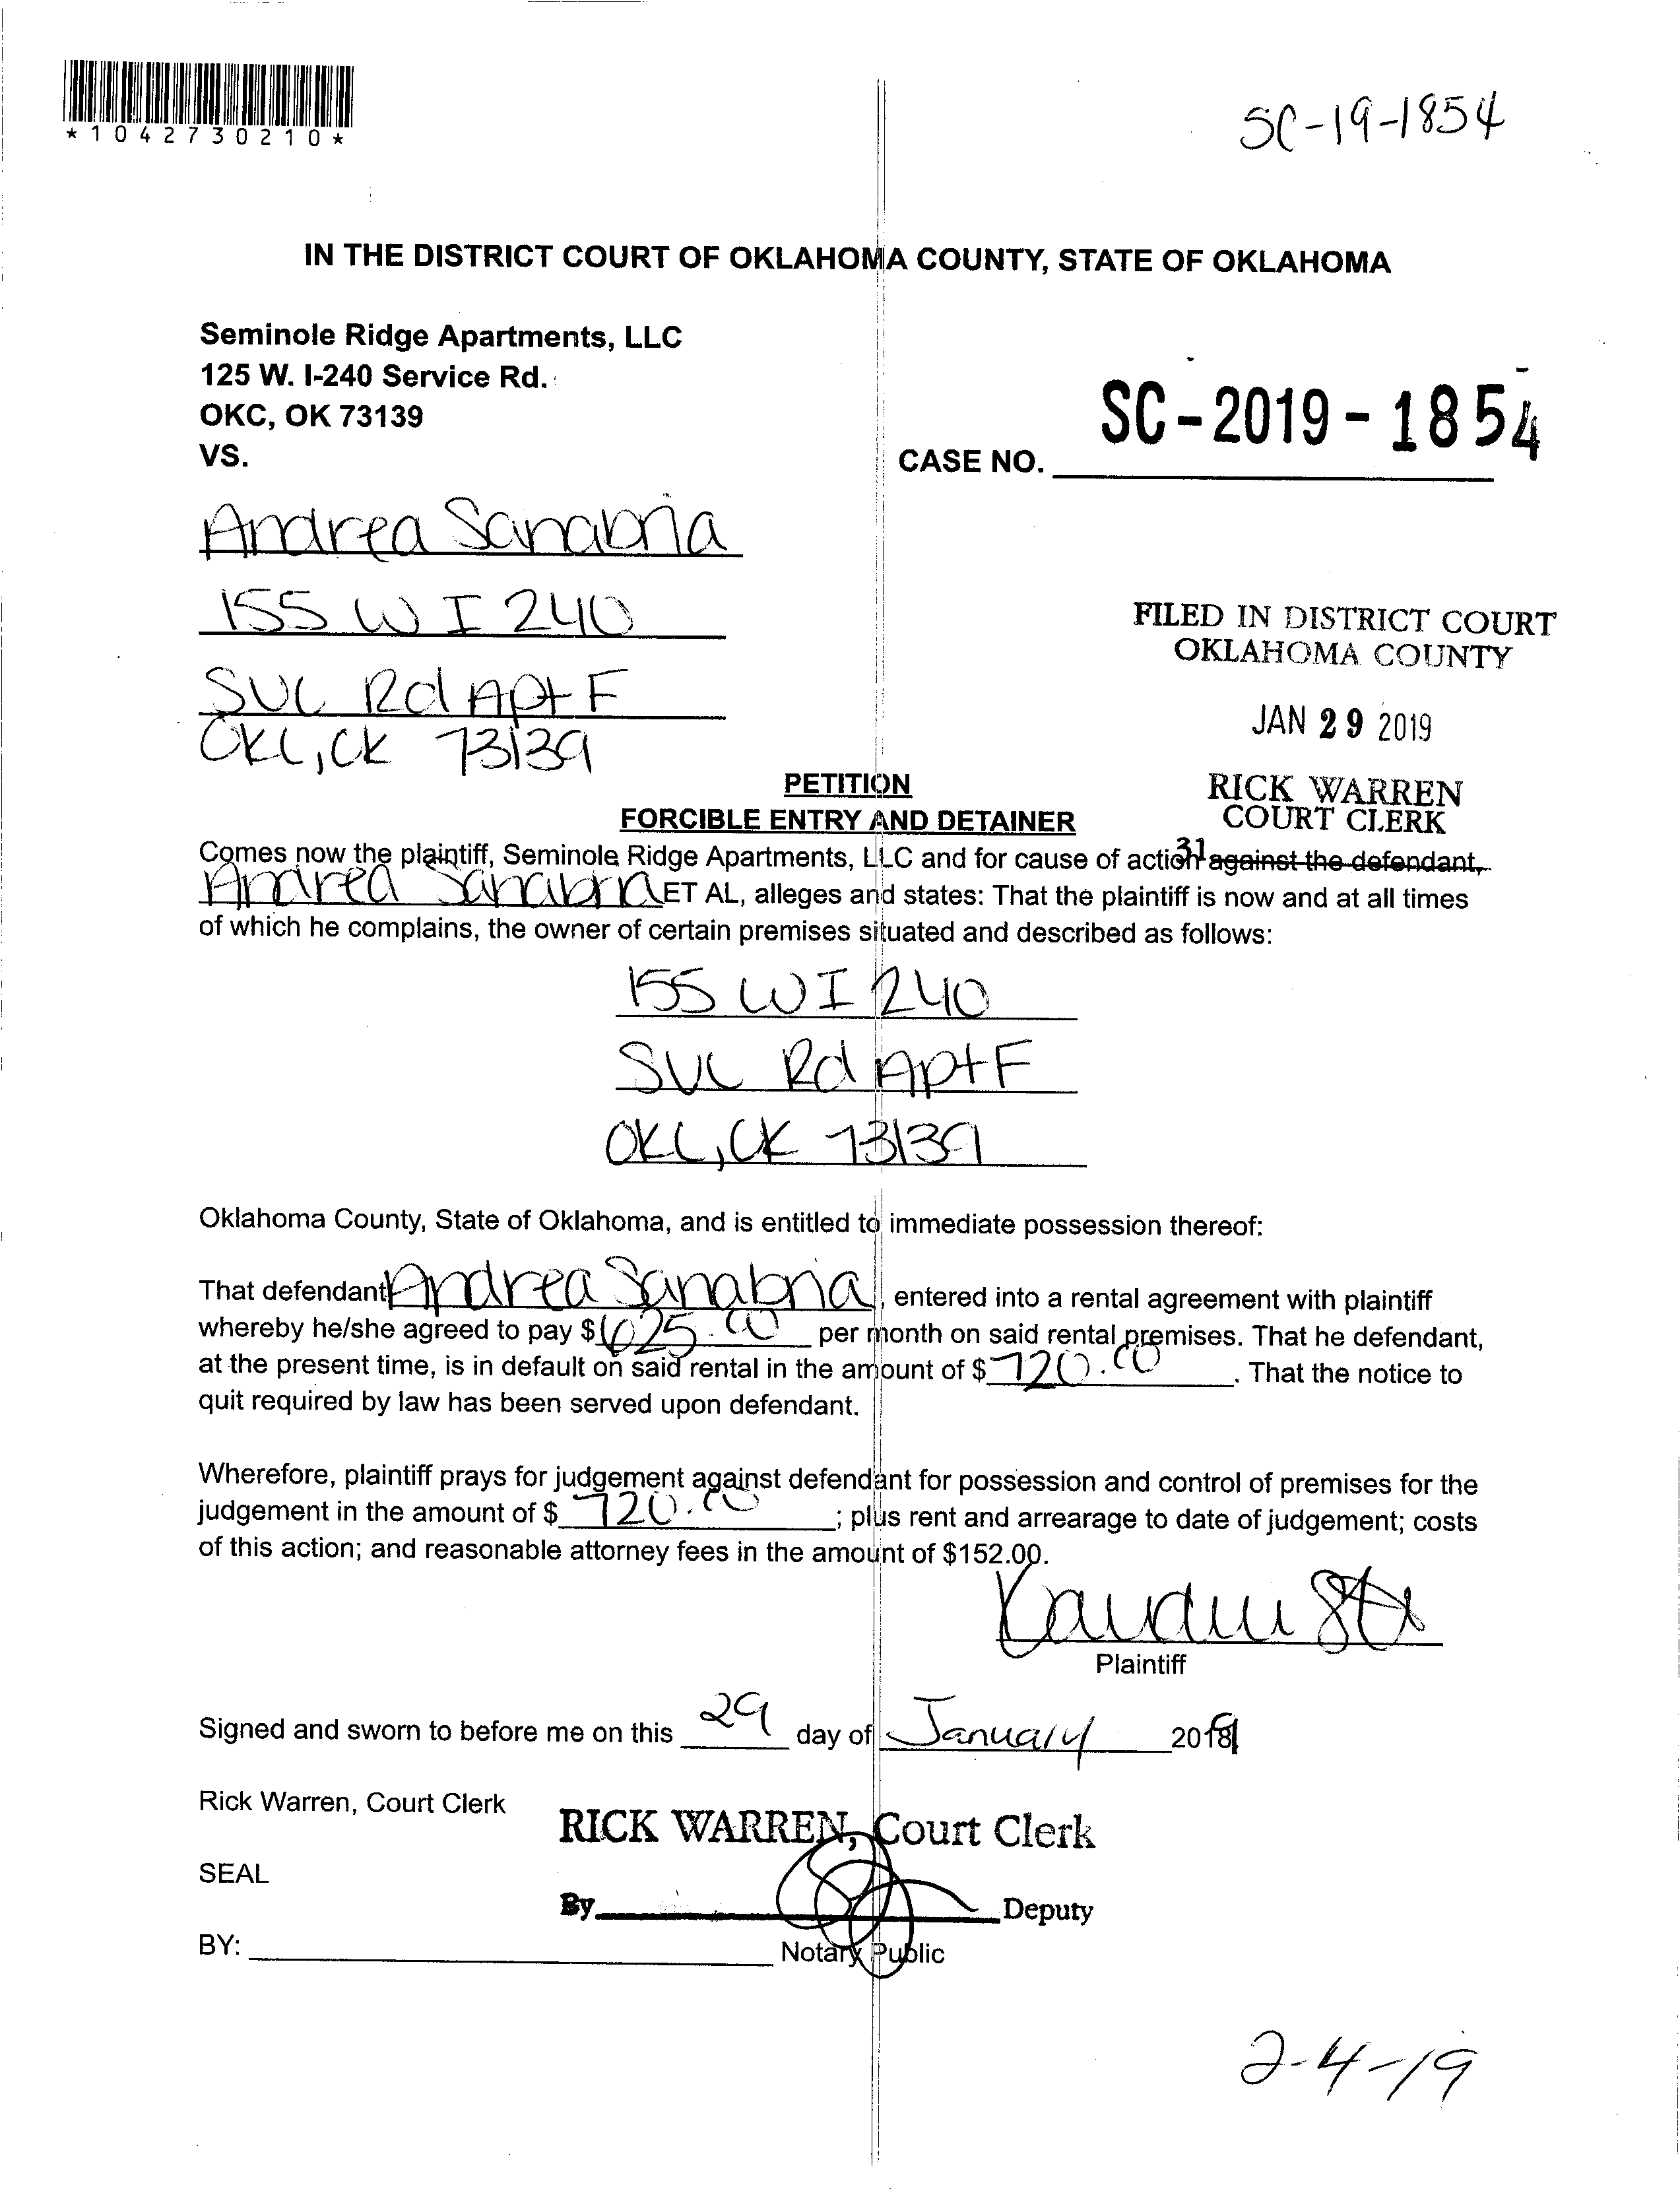 *1042730210*
SC-19-1854
IN THE DISTRICT COURT OF OKLAHOMA COUNTY, STATE OF OKLAHOMA
Seminole Ridge Apartments, LLC
125 W. I-240 Service Rd.
OKC, OK 73139
VS.
CASE NO. SC-2019-1854
Andrea Sanabria
155 W I 240
SVC Rd Apt F
OKC, OK 73139
FILED IN DISTRICT COURT
OKLAHOMA COUNTY
JAN 29 2019
RICK WARREN
COURT CLERK
31
PETITION
FORCIBLE ENTRY AND DETAINER
Comes now the plaintiff, Seminole Ridge Apartments, LLC and for cause of action against the defendant,
Andrea Sanabria ET AL, alleges and states: That the plaintiff is now and at all times
of which he complains, the owner of certain premises situated and described as follows:
155 W I 240
SVC Rd Apt F
OKC, OK 73139
Oklahoma County, State of Oklahoma, and is entitled to immediate possession thereof:
That defendant Andrea Sanabria, entered into a rental agreement with plaintiff
whereby he/she agreed to pay $625.00 per month on said rental premises. That he defendant,
at the present time, is in default on said rental in the amount of $720.00. That the notice to
quit required by law has been served upon defendant.
Wherefore, plaintiff prays for judgement against defendant for possession and control of premises for the
judgement in the amount of $720.00; plus rent and arrearage to date of judgement; costs
of this action; and reasonable attorney fees in the amount of $152.00.
Plaintiff
Signed and sworn to before me on this 29 day of January 2019
Rick Warren, Court Clerk
RICK WARREN, Court Clerk
SEAL
By Deputy
BY: Notary Public
2-4-19